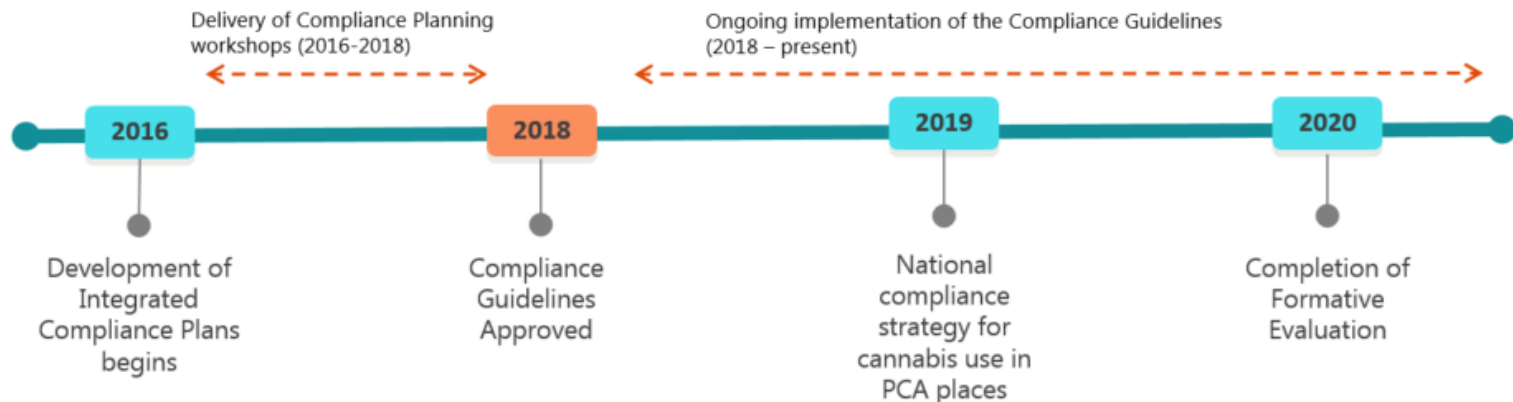 Delivery of Compliance Planning
workshops (2016-2018)
Ongoing implementation of the Compliance Guidelines
(2018 – present)
2016
2018
2019
2020
Development of
Integrated
Compliance Plans
begins
Compliance
Guidelines
Approved
National
compliance
strategy for
cannabis use in
PCA places
Completion of
Formative
Evaluation